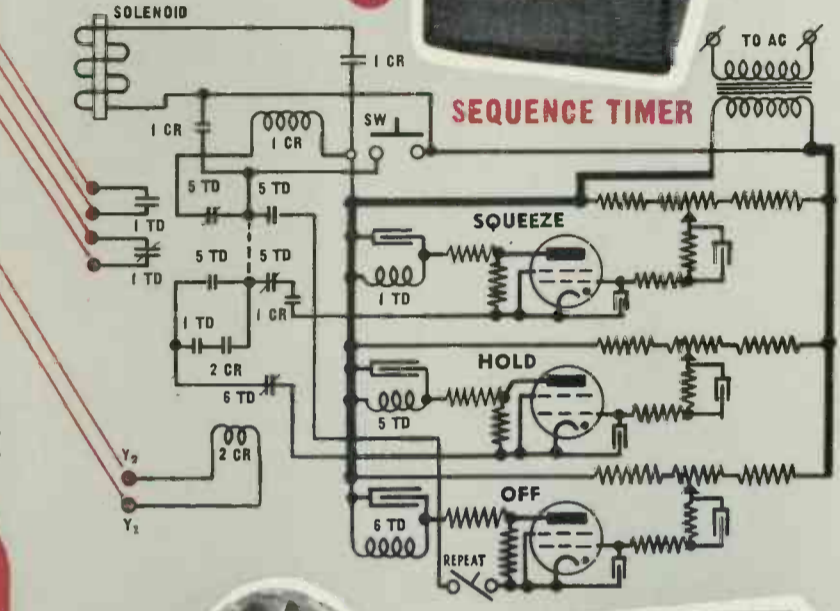 SOLENOID
TO AC
1 CR
SEQUENCE TIMER
1 CR
1 CR
SW
5 TD
5 TD
1 TD
SQUEEZE
5 TD
5 TD
1 TD
1 CR
1 TD
1 TD
HOLD
2 CR
6 TD
5 TD
2 CR
Y2
OFF
6 TD
Y1
REPEAT